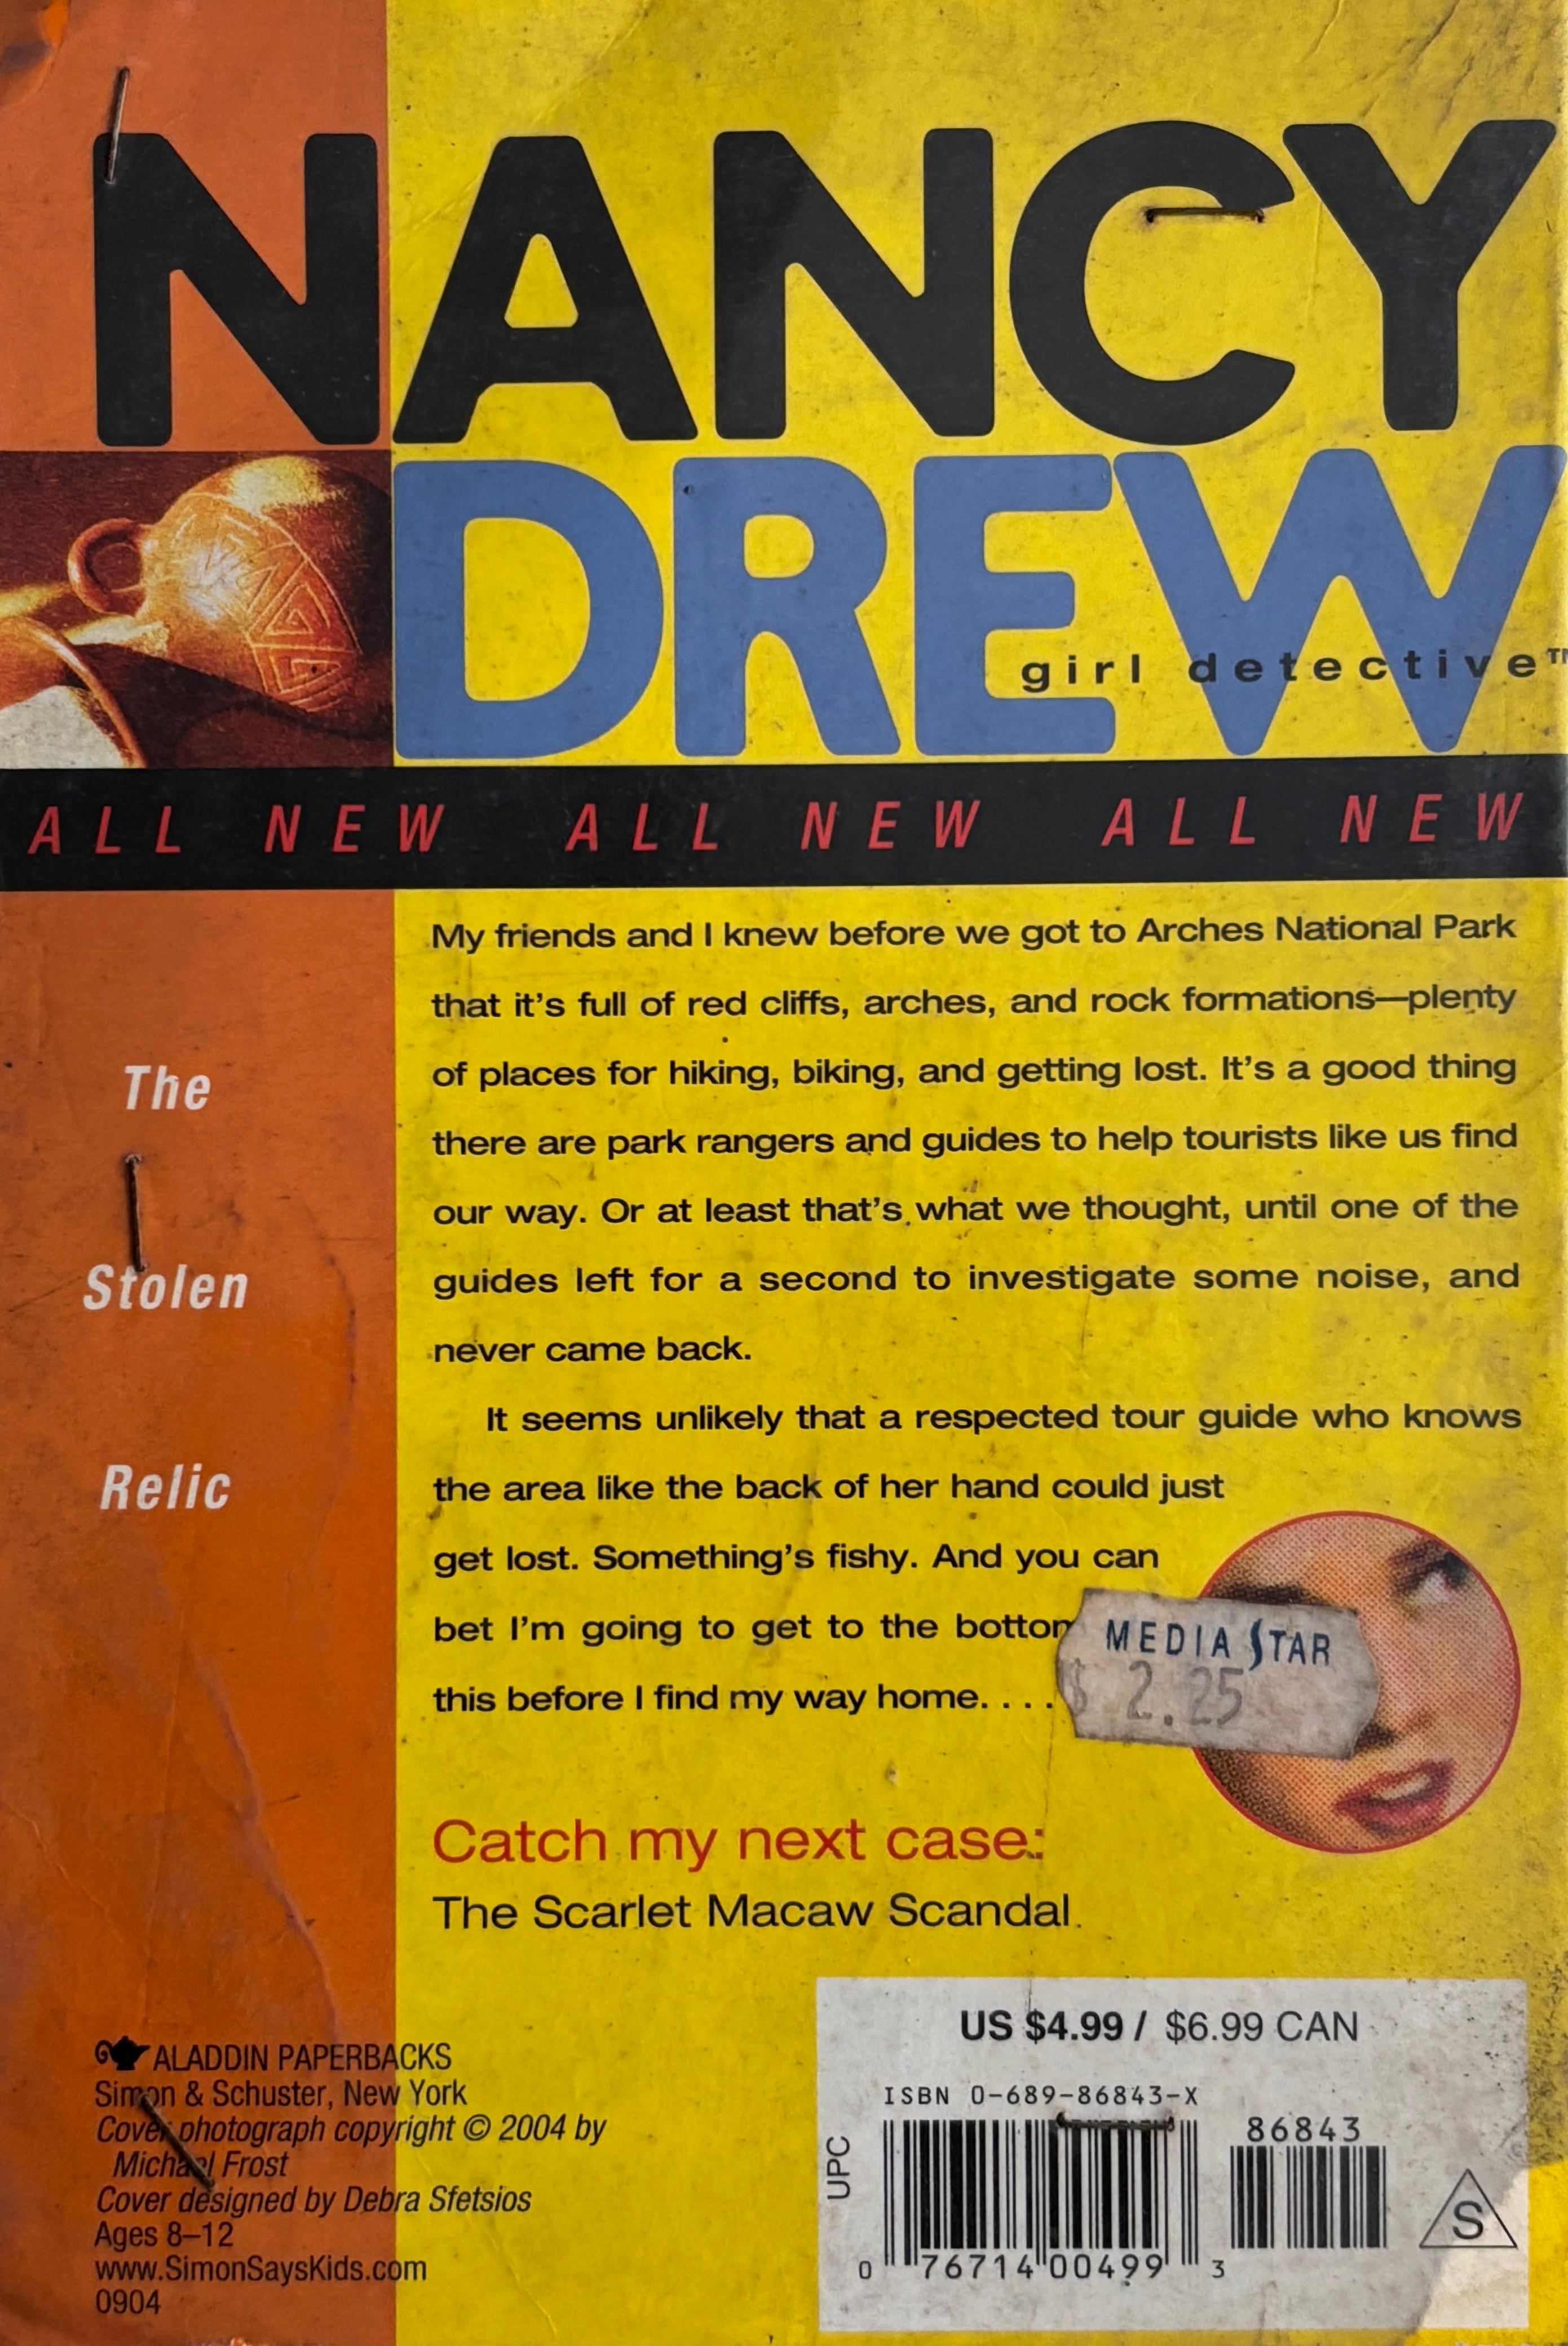 NANCY
DREW
girl detective™
ALL NEW ALL NEW ALL NEW
The
Stolen
Relic
My friends and I knew before we got to Arches National Park
that it's full of red cliffs, arches, and rock formations—plenty
of places for hiking, biking, and getting lost. It's a good thing
there are park rangers and guides to help tourists like us find
our way. Or at least that's what we thought, until one of the
guides left for a second to investigate some noise, and
never came back.
It seems unlikely that a respected tour guide who knows
the area like the back of her hand could just
get lost. Something's fishy. And you can
bet I'm going to get to the
this before I find my way home. . . .
MEDIA STAR
$ 2.25
Catch my next case:
The Scarlet Macaw Scandal
ALADDIN PAPERBACKS
Simon & Schuster, New York
Cover photograph copyright © 2004 by
Michael Frost
Cover designed by Debra Sfetsios
Ages 8–12
www.SimonSaysKids.com
0904
US $4.99 / $6.99 CAN
ISBN 0-689-86843-X
86843
UPC
0 76714 00499 3
S